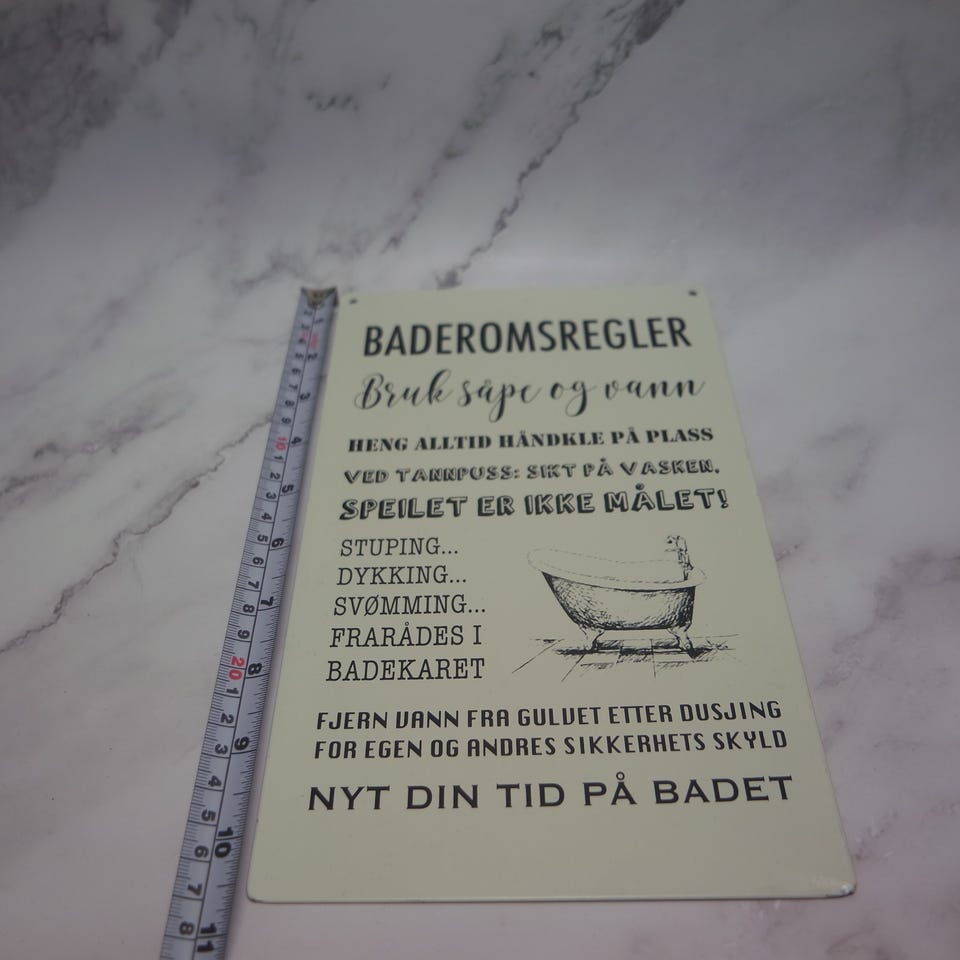 BADEROMSREGLER
Bruk såpe og vann
HENG ALLTID HÅNDKLE PÅ PLASS
VED TANNPUSS: SIKT PÅ VASKEN.
SPEILET ER IKKE MÅLET!
STUPING...
DYKKING...
SVØMMING...
FRARÅDES I
BADEKARET
FJERN VANN FRA GULVET ETTER DUSJING
FOR EGEN OG ANDRES SIKKERHETS SKYLD
NYT DIN TID PÅ BADET